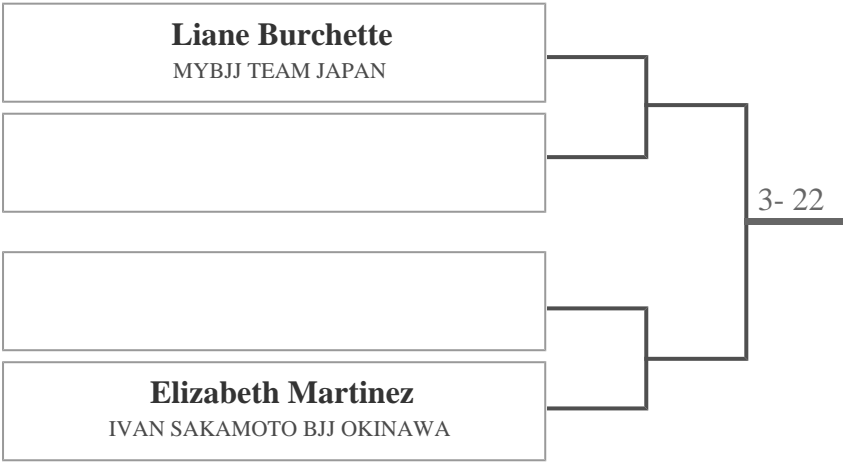 Liane Burchette
MYBJJ TEAM JAPAN
3- 22
Elizabeth Martinez
IVAN SAKAMOTO BJJ OKINAWA